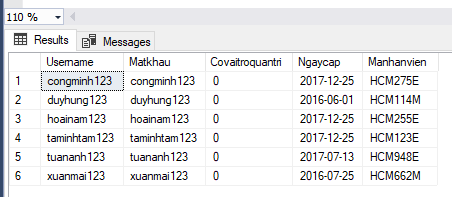 110 %
Results Messages
Username Matkhau Covaitroquantri Ngaycap Manhanvien
1 congminh123 congminh123 0 2017-12-25 HCM275E
2 duyhung123 duyhung123 0 2016-06-01 HCM114M
3 hoainam123 hoainam123 0 2017-12-25 HCM255E
4 taminhtam123 taminhtam123 0 2017-12-25 HCM123E
5 tuananh123 tuananh123 0 2017-07-13 HCM948E
6 xuanmai123 xuanmai123 0 2016-07-25 HCM662M